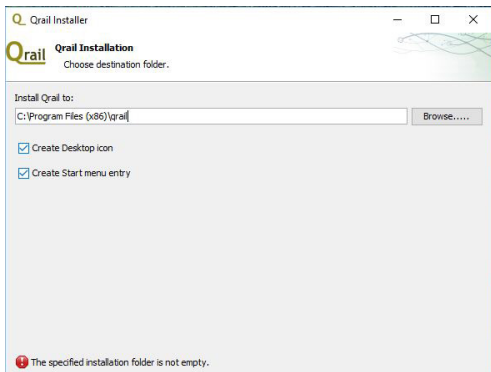 Qrail Installer
Qrail
Qrail Installation
Choose destination folder.
Install Qrail to:
C:\Program Files (x86)\qrail
Browse.....
Create Desktop icon
Create Start menu entry
The specified installation folder is not empty.